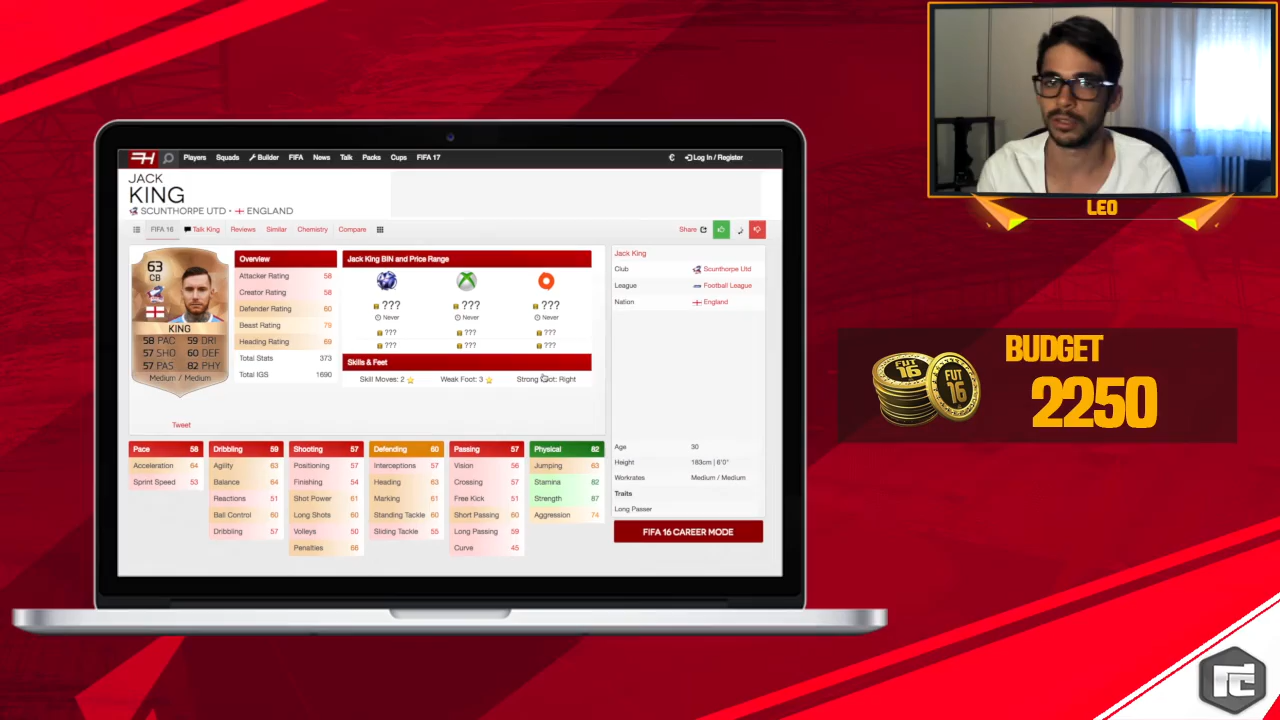 Players Squads Builder FIFA News Talk Packs Cups FIFA 17 € Log In / Register
JACK
KING
SCUNTHORPE UTD • ENGLAND
FIFA 16 Talk King Reviews Similar Chemistry Compare Share
63
CB
KING
58 PAC 59 DRI
57 SHO 60 DEF
57 PAS 82 PHY
Medium / Medium
Tweet
Overview
Attacker Rating 58
Creator Rating 58
Defender Rating 60
Beast Rating 79
Heading Rating 69
Total Stats 373
Total IGS 1690
Jack King BIN and Price Range
??? ??? ???
Never Never Never
??? ??? ???
??? ??? ???
Skills & Feet
Skill Moves: 2 Weak Foot: 3 Strong Foot: Right
Jack King
Club Scunthorpe Utd
League Football League
Nation England
Age 30
Height 183cm | 6'0"
Workrates Medium / Medium
Traits
Long Passer
FIFA 16 CAREER MODE
Pace 58
Acceleration 64
Sprint Speed 53
Dribbling 59
Agility 63
Balance 64
Reactions 51
Ball Control 60
Dribbling 57
Shooting 57
Positioning 57
Finishing 54
Shot Power 61
Long Shots 60
Volleys 50
Penalties 66
Defending 60
Interceptions 57
Heading 63
Marking 61
Standing Tackle 60
Sliding Tackle 55
Passing 57
Vision 56
Crossing 57
Free Kick 51
Short Passing 60
Long Passing 59
Curve 45
Physical 82
Jumping 63
Stamina 82
Strength 87
Aggression 74
LEO
FUT
16
FUT
16
BUDGET
2250